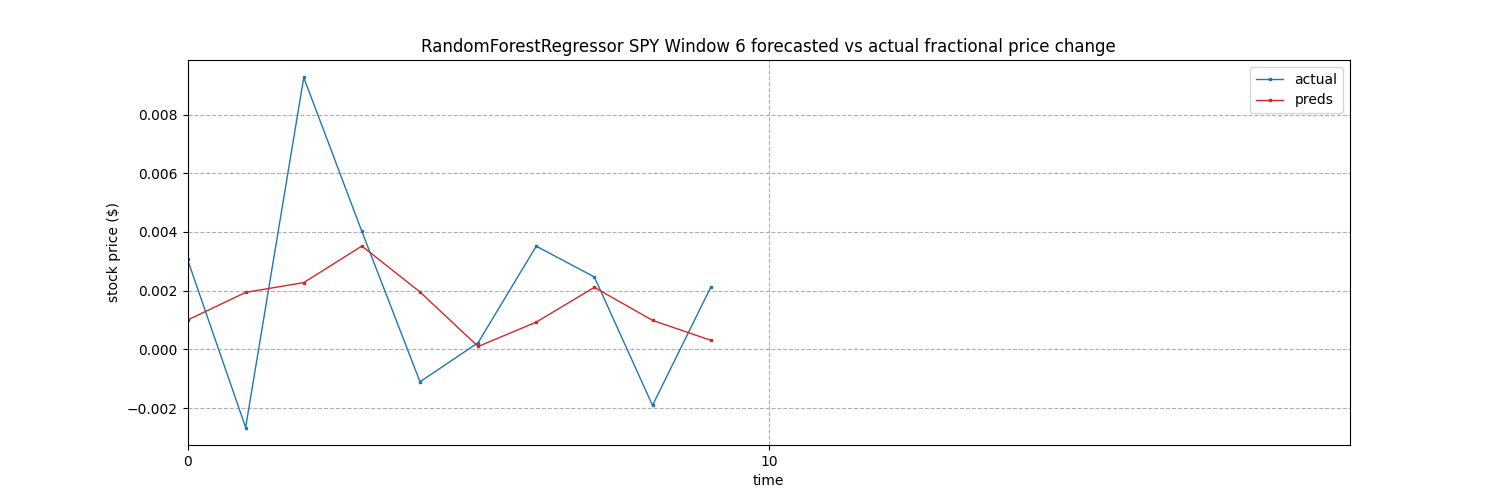 RandomForestRegressor SPY Window 6 forecasted vs actual fractional price change
actual
preds
stock price ($)
0.008
0.006
0.004
0.002
0.000
−0.002
0
10
time